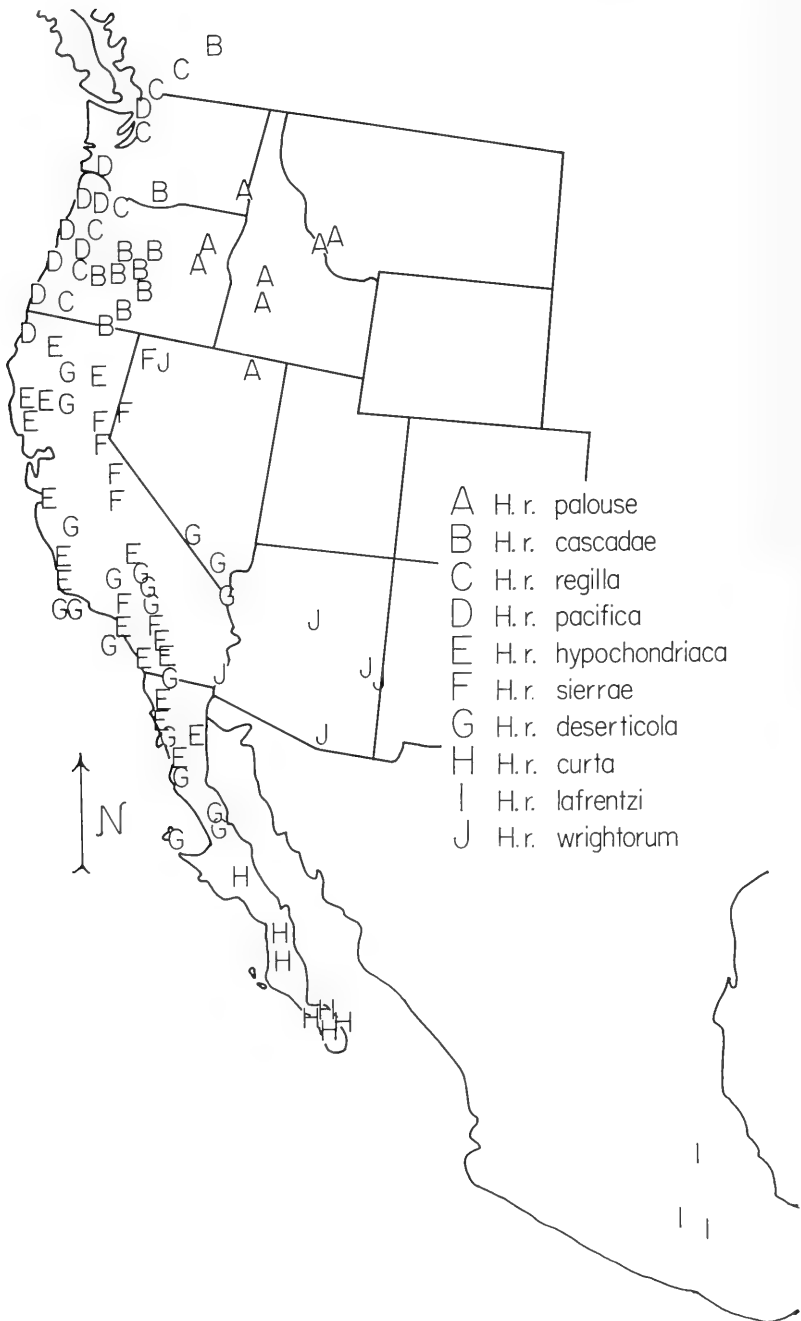 B
C
C
D
C
D
B A
D D C
D C
D B B A A A
D C B B B A A
D C B B A
D B
E F J
G E A
E E G
E F F
F
F
E F
G G
E E G
E G G G G
G G F G
E F J
G E
E E J
G J J
E
E
G E J
E
G
G
G G
N
A H. r. palouse
B H. r. cascadae
C H. r. regilla
D H. r. pacifica
E H. r. hypochondriaca
F H. r. sierrae
G H. r. deserticola
H H. r. curta
I H. r. lafrentzi
J H. r. wrightorum
H
H
H
H H H H
I
I I